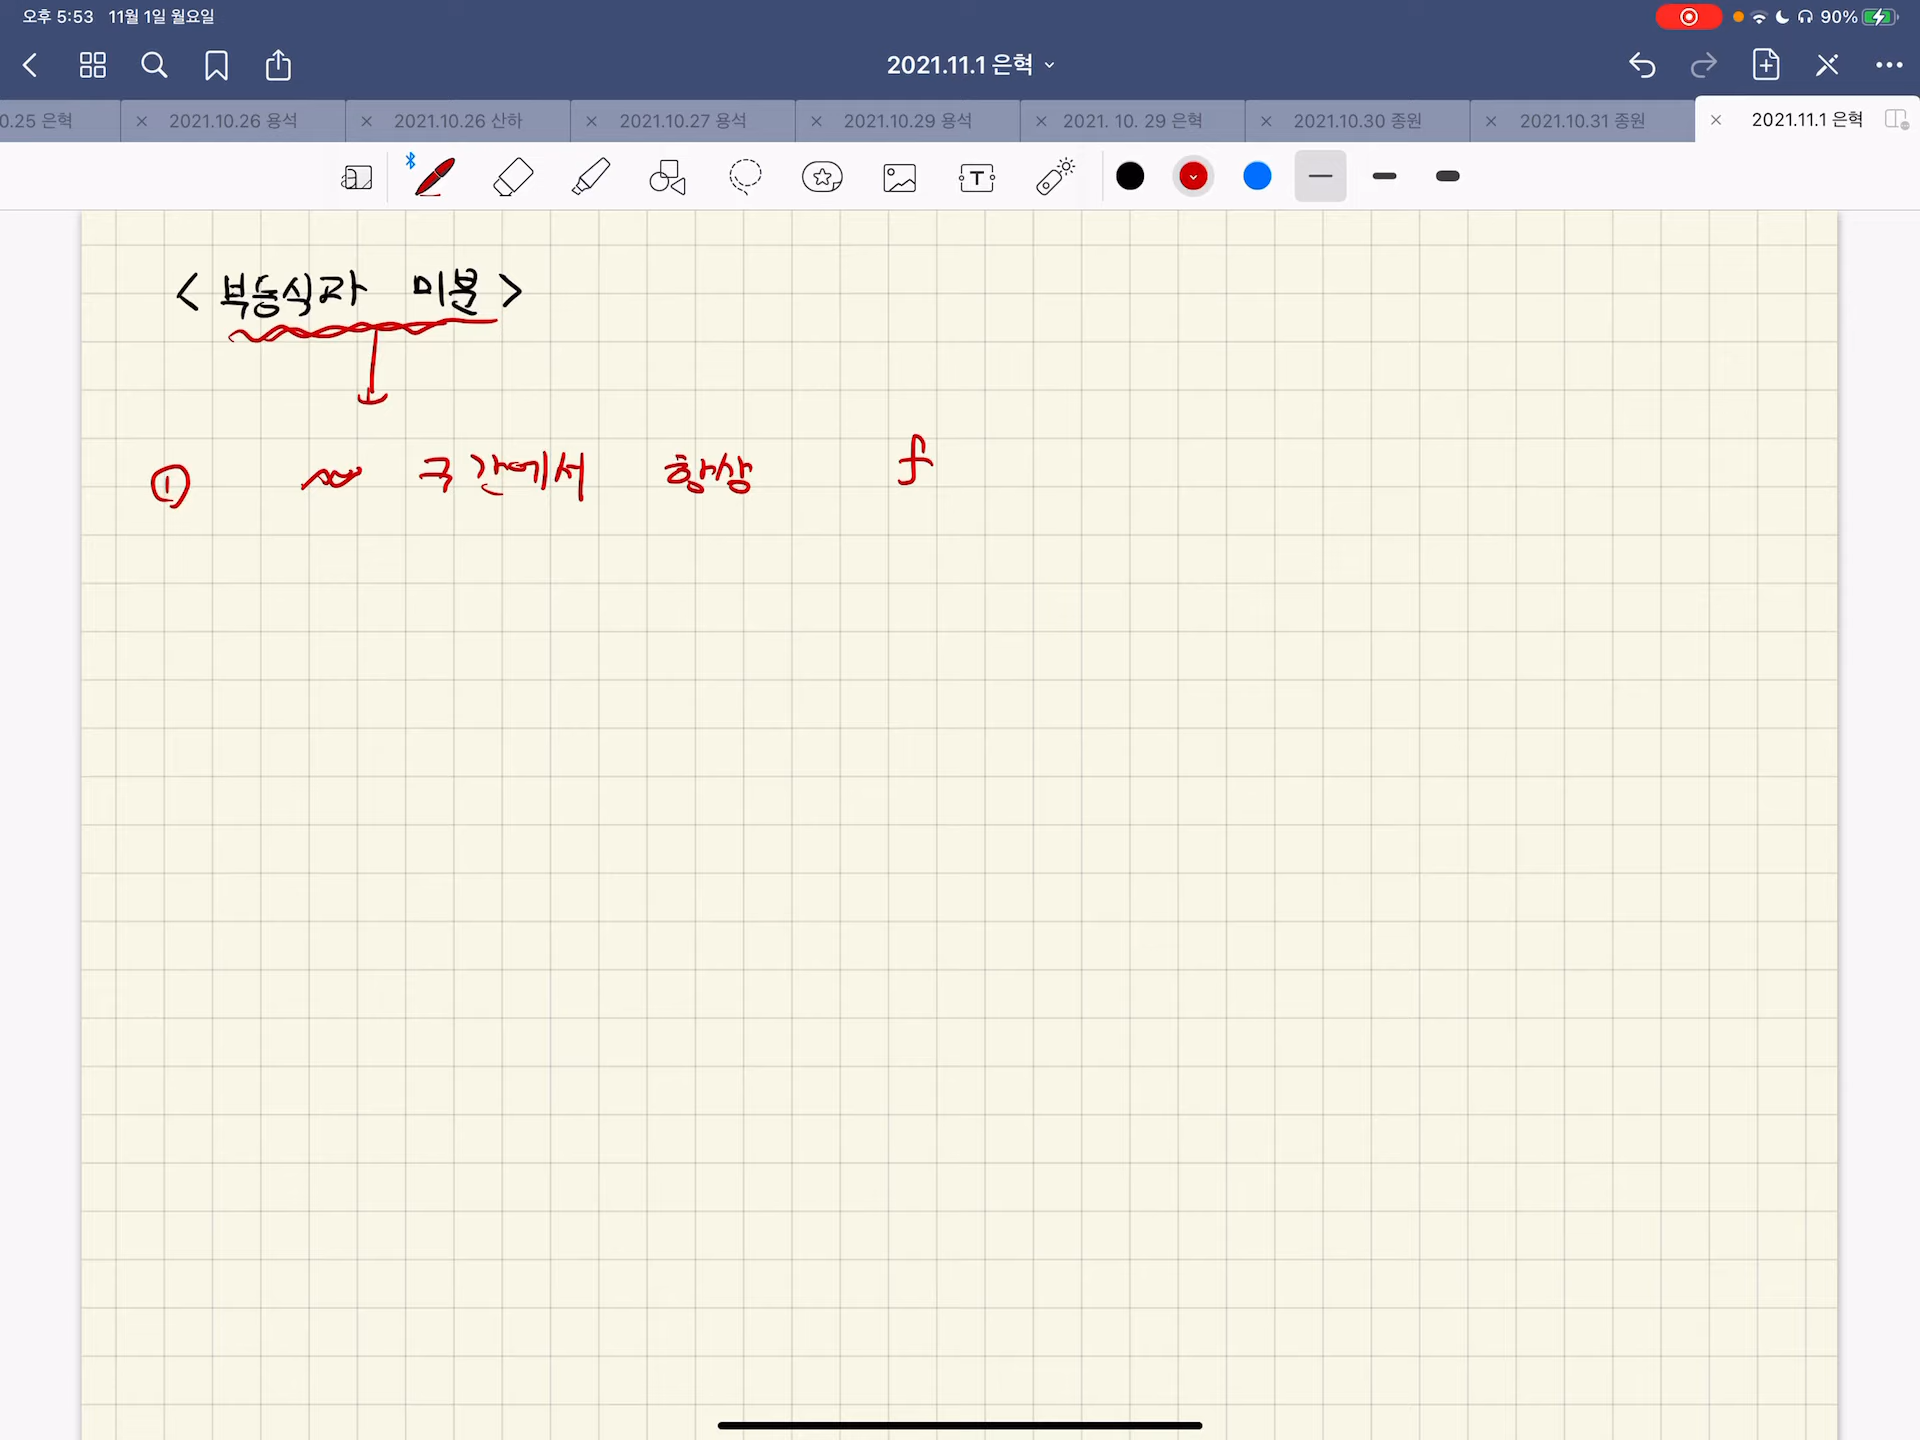 오후 5:53 11월 1일 월요일 90%
2021.11.1 은혁
0.25 은혁 2021.10.26 용석 2021.10.26 산하 2021.10.27 용석 2021.10.29 용석 2021. 10. 29 은혁 2021.10.30 종원 2021.10.31 종원 2021.11.1 은혁
< 부등식과 미분 >
① 구간에서 항상 f